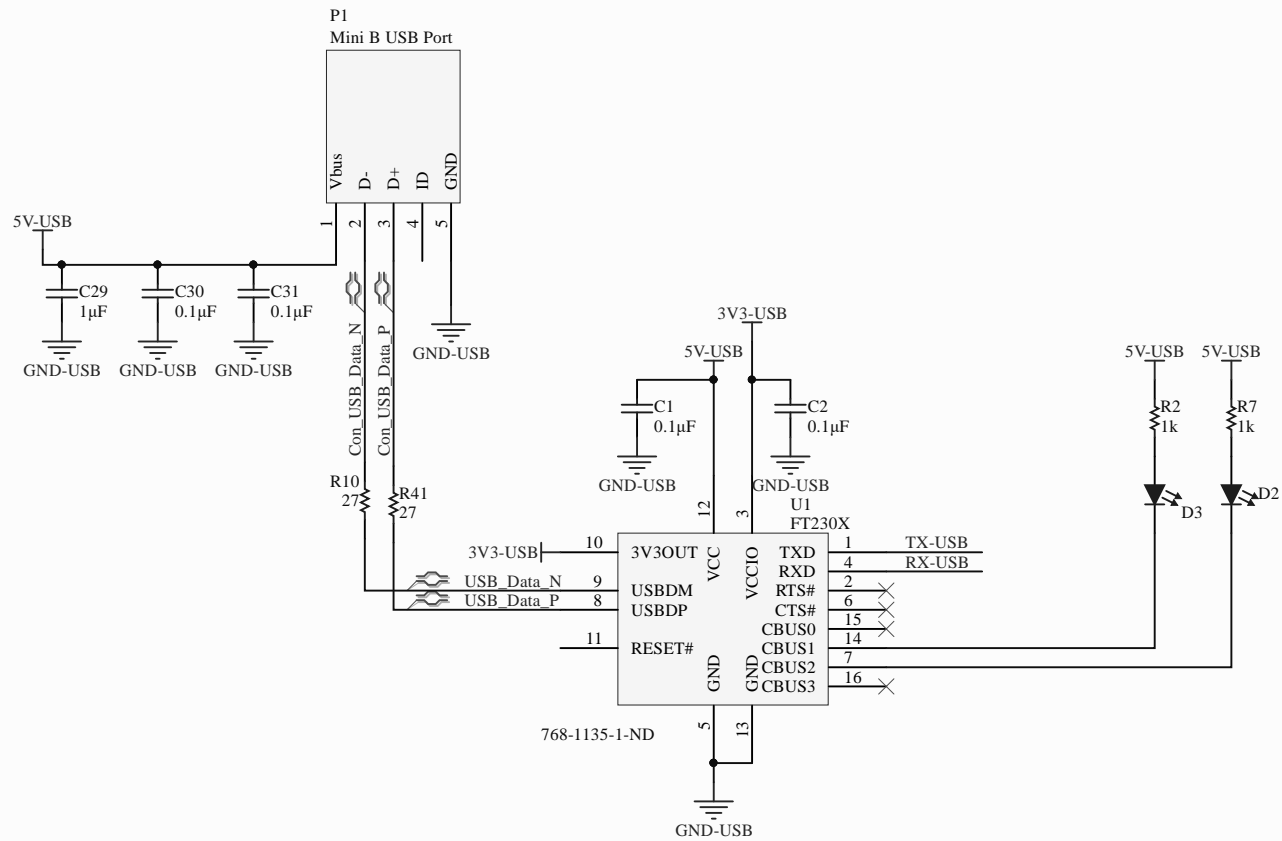 P1
Mini B USB Port
Vbus
D-
D+
ID
GND
1
2
3
4
5
5V-USB
C29
1µF
C30
0.1µF
C31
0.1µF
GND-USB
GND-USB
GND-USB
GND-USB
Con_USB_Data_N
Con_USB_Data_P
R10
27
R41
27
3V3-USB
5V-USB
C1
0.1µF
C2
0.1µF
GND-USB
GND-USB
U1
FT230X
12
3
VCC
VCCIO
3V3-USB
10
3V3OUT
USB_Data_N
9
USBDM
USB_Data_P
8
USBDP
11
RESET#
TXD
1
TX-USB
RXD
4
RX-USB
RTS#
2
CTS#
6
CBUS0
15
CBUS1
14
CBUS2
7
CBUS3
16
GND
GND
5
13
768-1135-1-ND
GND-USB
5V-USB
5V-USB
R2
1k
R7
1k
D3
D2